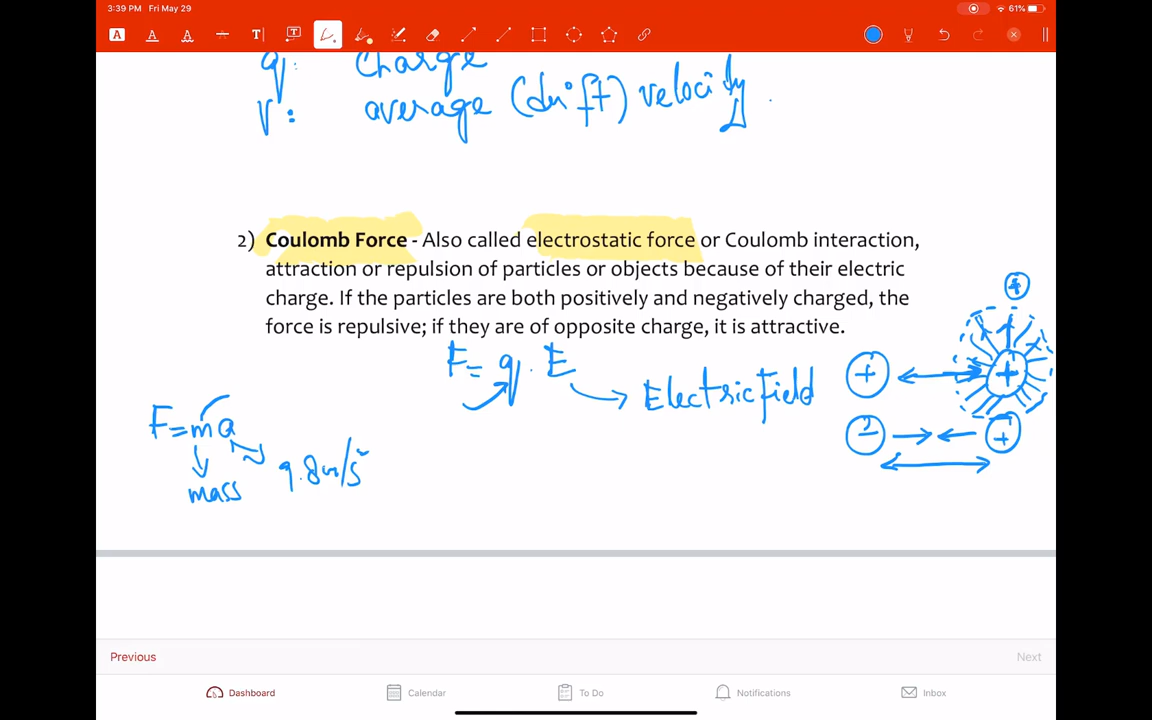 3:39 PM Fri May 29
61%
A A A T T
q: charge
v: average (drift) velocity
2) Coulomb Force - Also called electrostatic force or Coulomb interaction,
attraction or repulsion of particles or objects because of their electric
charge. If the particles are both positively and negatively charged, the
force is repulsive; if they are of opposite charge, it is attractive.
+
F = q. E
Electric Field
+ +
F = ma
- +
9.8m/s²
mass
Previous Next
Dashboard Calendar To Do Notifications Inbox